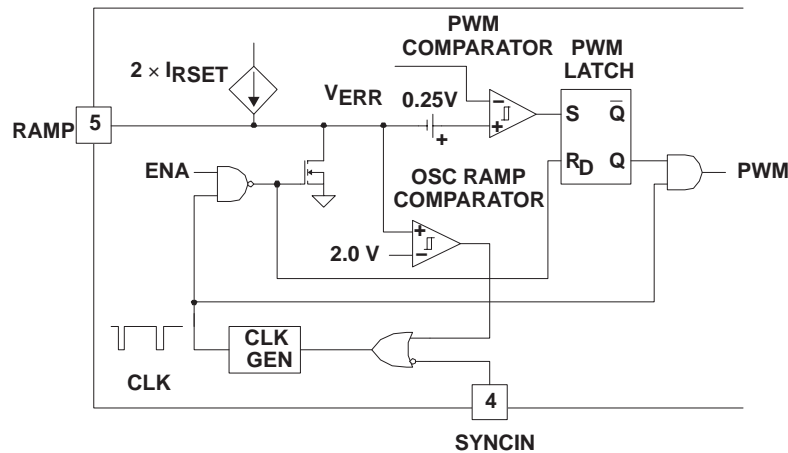 PWM
COMPARATOR
PWM
LATCH
2 × IRSET
VERR
0.25V
−
+
+
S
Q̅
RD
Q
RAMP
5
ENA
PWM
OSC RAMP
COMPARATOR
+
−
2.0 V
CLK
GEN
CLK
4
SYNCIN